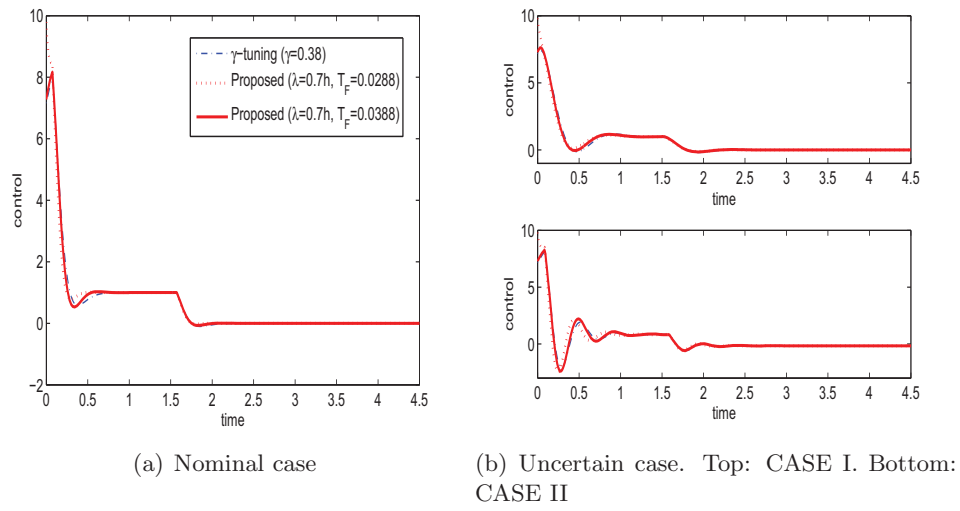 10
8
6
4
2
0
−2
control
0 0.5 1 1.5 2 2.5 3 3.5 4 4.5
time
γ−tuning (γ=0.38)
Proposed (λ=0.7h, T_F=0.0288)
Proposed (λ=0.7h, T_F=0.0388)
(a) Nominal case
10
5
0
control
0 0.5 1 1.5 2 2.5 3 3.5 4 4.5
time
10
5
0
control
0 0.5 1 1.5 2 2.5 3 3.5 4 4.5
time
(b) Uncertain case. Top: CASE I. Bottom:
CASE II